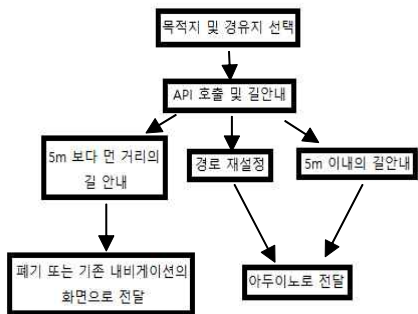 목적지 및 경유지 선택
API 호출 및 길안내
5m 보다 먼 거리의
길 안내
경로 재설정
5m 이내의 길안내
폐기 또는 기존 내비게이션의
화면으로 전달
아두이노로 전달